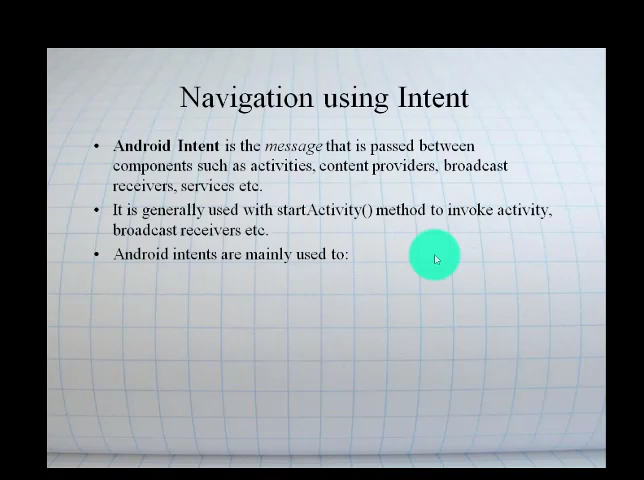 Navigation using Intent
• Android Intent is the message that is passed between
components such as activities, content providers, broadcast
receivers, services etc.
• It is generally used with startActivity() method to invoke activity,
broadcast receivers etc.
• Android intents are mainly used to: